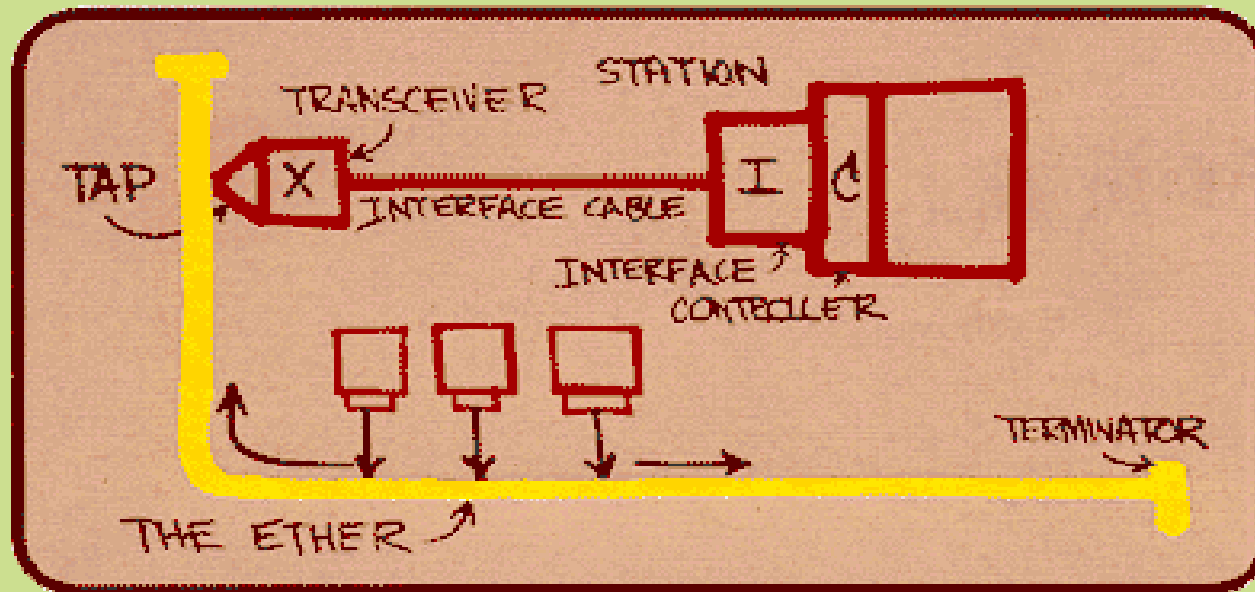 STATION
TRANSCEIVER
TAP
X
I
C
INTERFACE CABLE
INTERFACE
CONTROLLER
TERMINATOR
THE ETHER